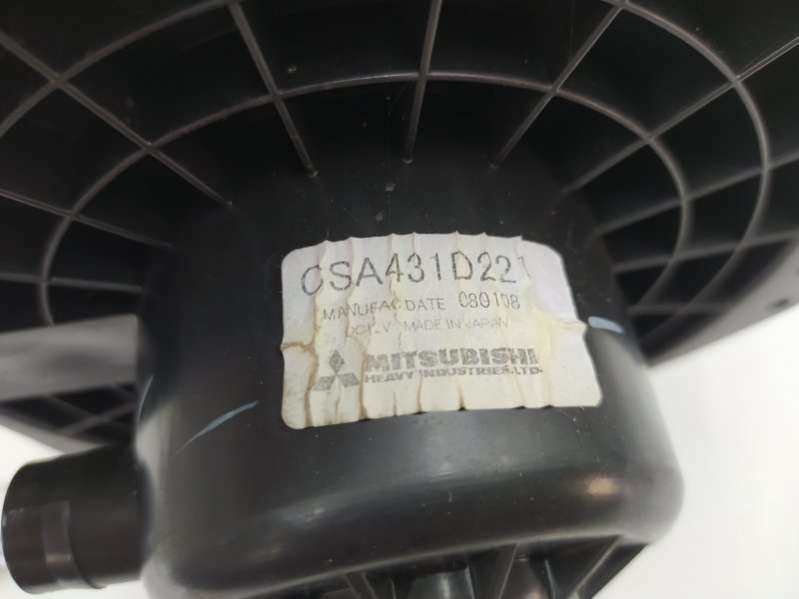 CSA431D221
MANUFAC DATE 080108
DC12V MADE IN JAPAN
MITSUBISHI
HEAVY INDUSTRIES, LTD.